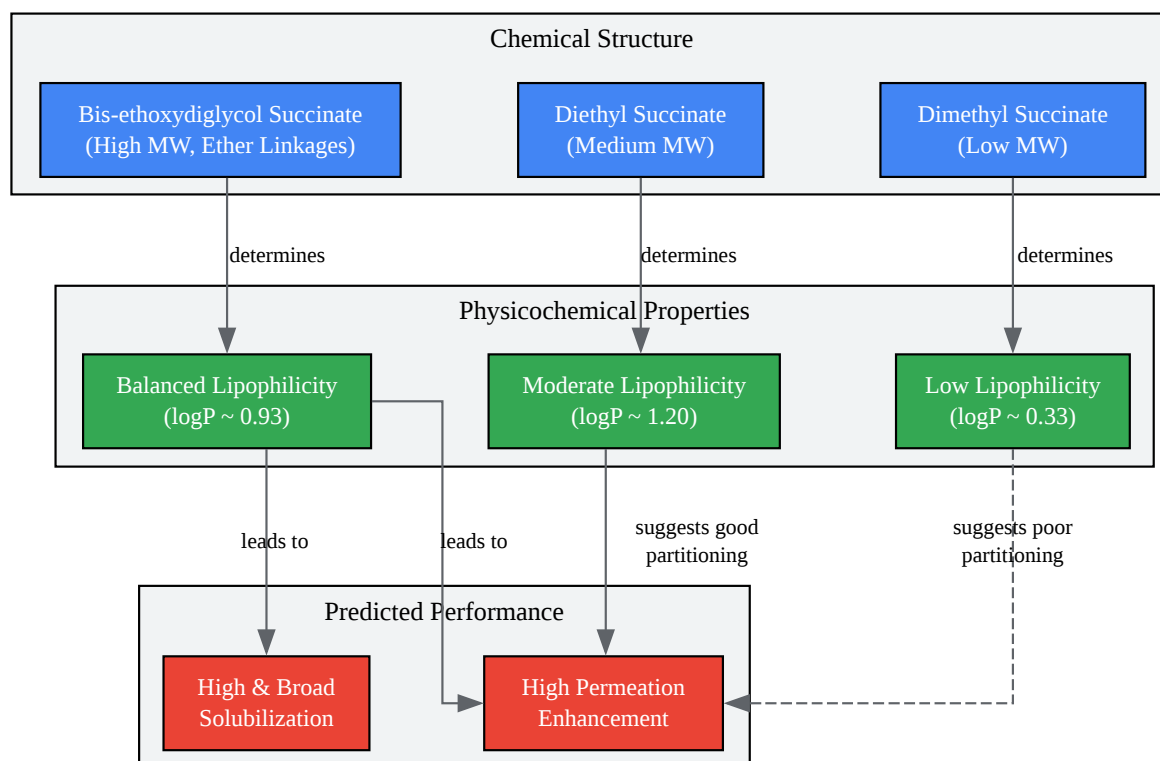 Chemical Structure
Bis-ethoxydiglycol Succinate
(High MW, Ether Linkages)
Diethyl Succinate
(Medium MW)
Dimethyl Succinate
(Low MW)
determines
determines
determines
Physicochemical Properties
Balanced Lipophilicity
(logP ~ 0.93)
Moderate Lipophilicity
(logP ~ 1.20)
Low Lipophilicity
(logP ~ 0.33)
leads to
leads to
suggests good
partitioning
suggests poor
partitioning
Predicted Performance
High & Broad
Solubilization
High Permeation
Enhancement